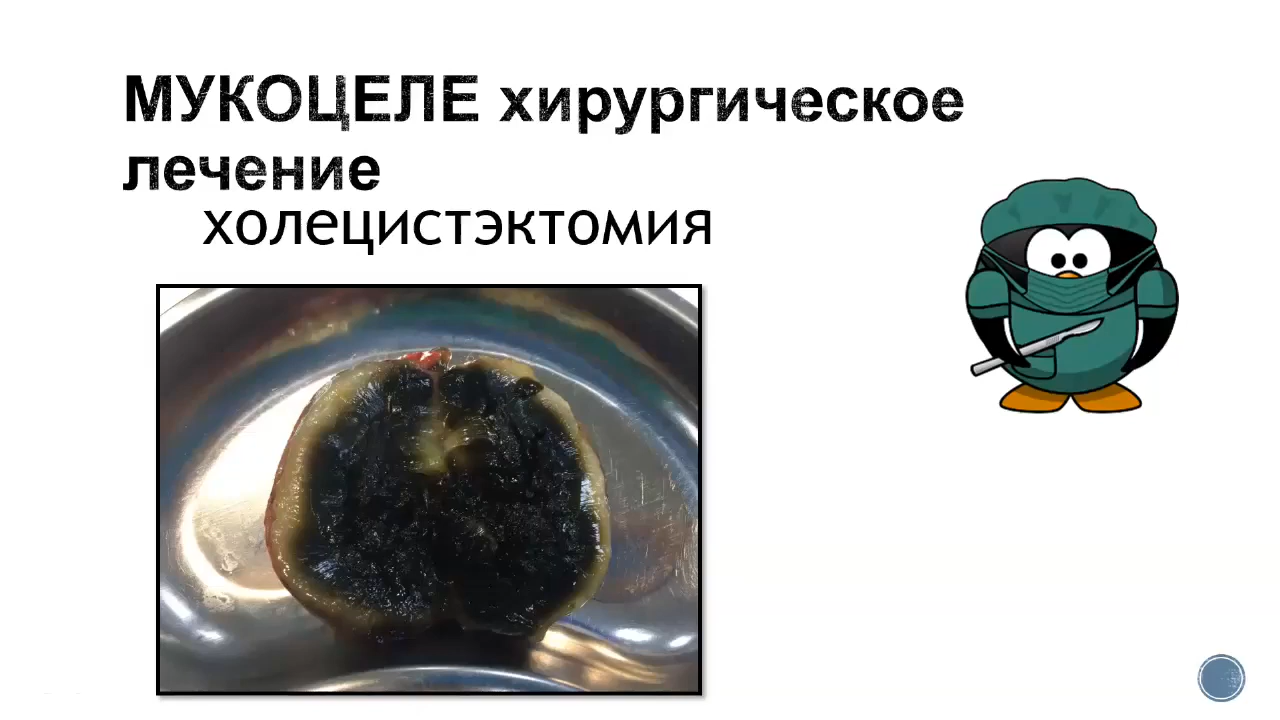 МУКОЦЕЛЕ хирургическое
лечение
холецистэктомия